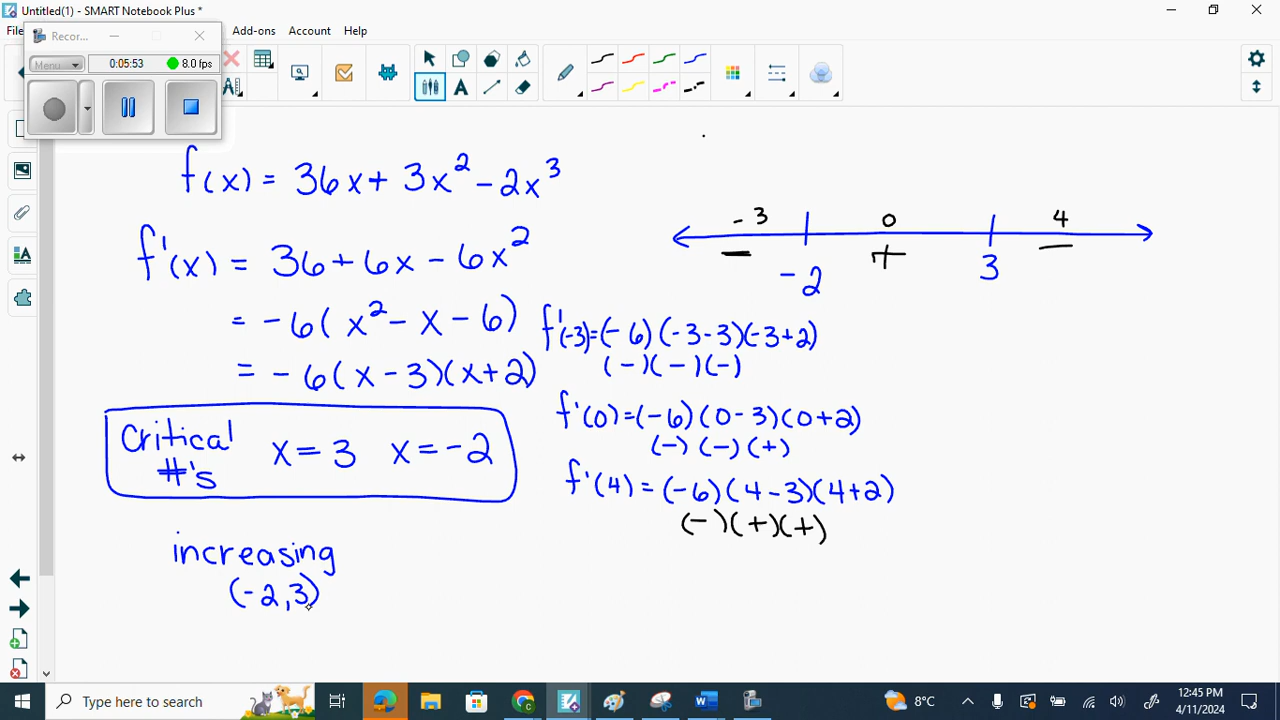 Untitled(1) - SMART Notebook Plus *
File
Add-ons Account Help
Recor...
Menu
0:05:53
8.0 fps
f(x) = 36x + 3x² - 2x³
f'(x) = 36 + 6x - 6x²
= -6(x² - x - 6)
= -6(x - 3)(x + 2)
Critical #'s x = 3 x = -2
increasing
(-2,3)
-3 0 4
− + −
-2 3
f'(-3)=(-6)(-3-3)(-3+2)
(-)(-)(-)
f'(0)=(-6)(0-3)(0+2)
(-)(-)(+)
f'(4)=(-6)(4-3)(4+2)
(-)(+)(+)
Type here to search
8°C
12:45 PM
4/11/2024